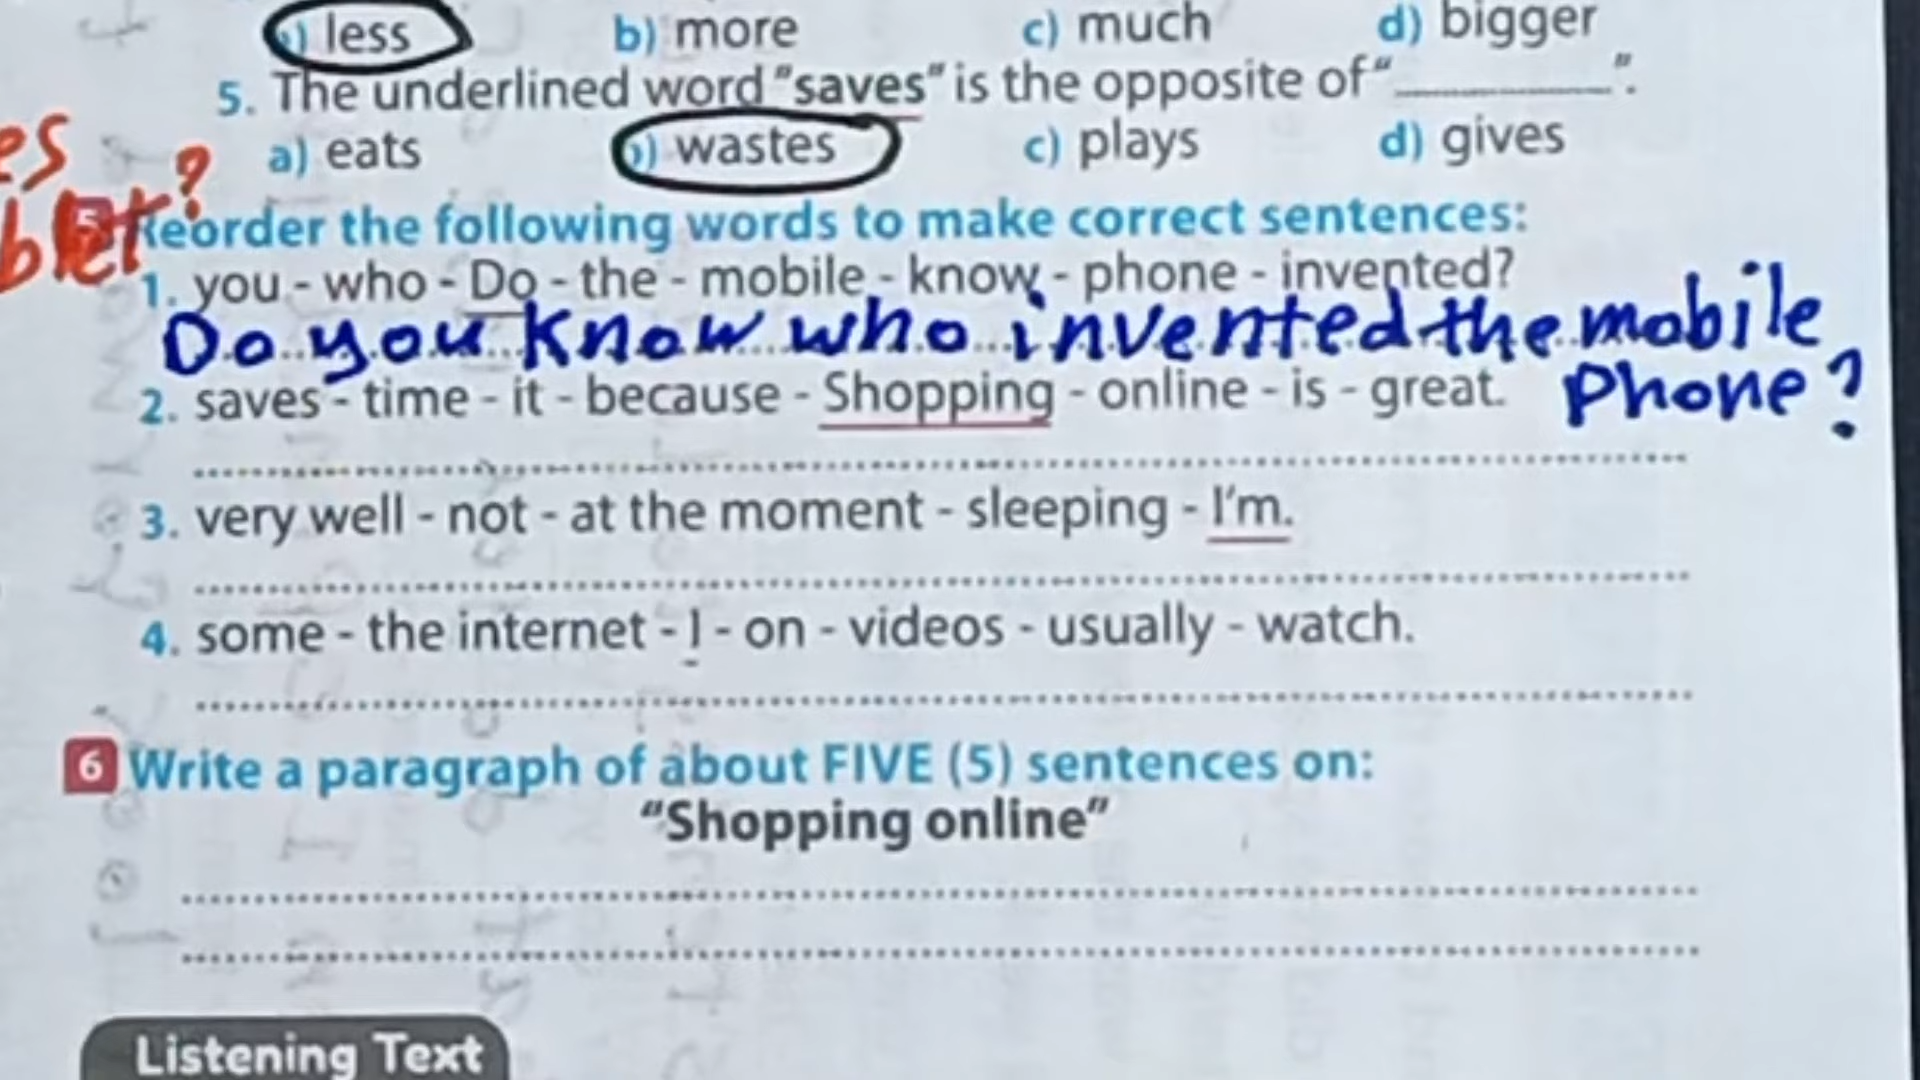 a) less b) more c) much d) bigger
5. The underlined word "saves" is the opposite of "__________".
es
a) eats b) wastes c) plays d) gives
blet?
5 Reorder the following words to make correct sentences:
1. you - who - Do - the - mobile - know - phone - invented?
Do you know who invented the mobile
Phone?
2. saves - time - it - because - Shopping - online - is - great.
3. very well - not - at the moment - sleeping - I'm.
4. some - the internet - I - on - videos - usually - watch.
6 Write a paragraph of about FIVE (5) sentences on:
"Shopping online"
Listening Text